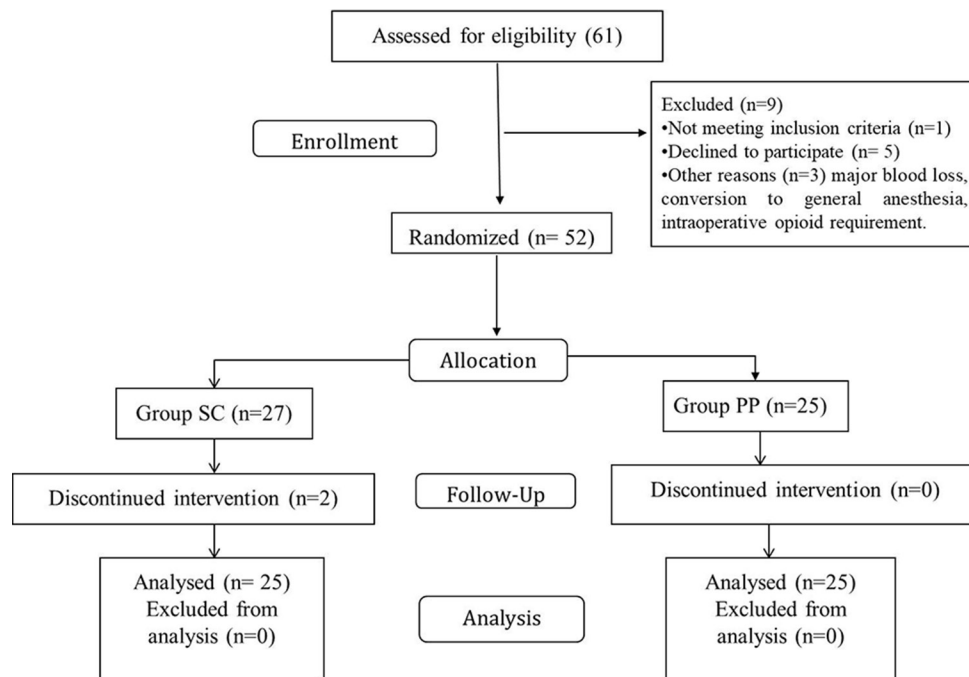 Assessed for eligibility (61)
Excluded (n=9)
•Not meeting inclusion criteria (n=1)
•Declined to participate (n= 5)
•Other reasons (n=3) major blood loss,
conversion to general anesthesia,
intraoperative opioid requirement.
Enrollment
Randomized (n= 52)
Allocation
Group SC (n=27)
Group PP (n=25)
Discontinued intervention (n=2)
Follow-Up
Discontinued intervention (n=0)
Analysed (n= 25)
Excluded from
analysis (n=0)
Analysis
Analysed (n=25)
Excluded from
analysis (n=0)